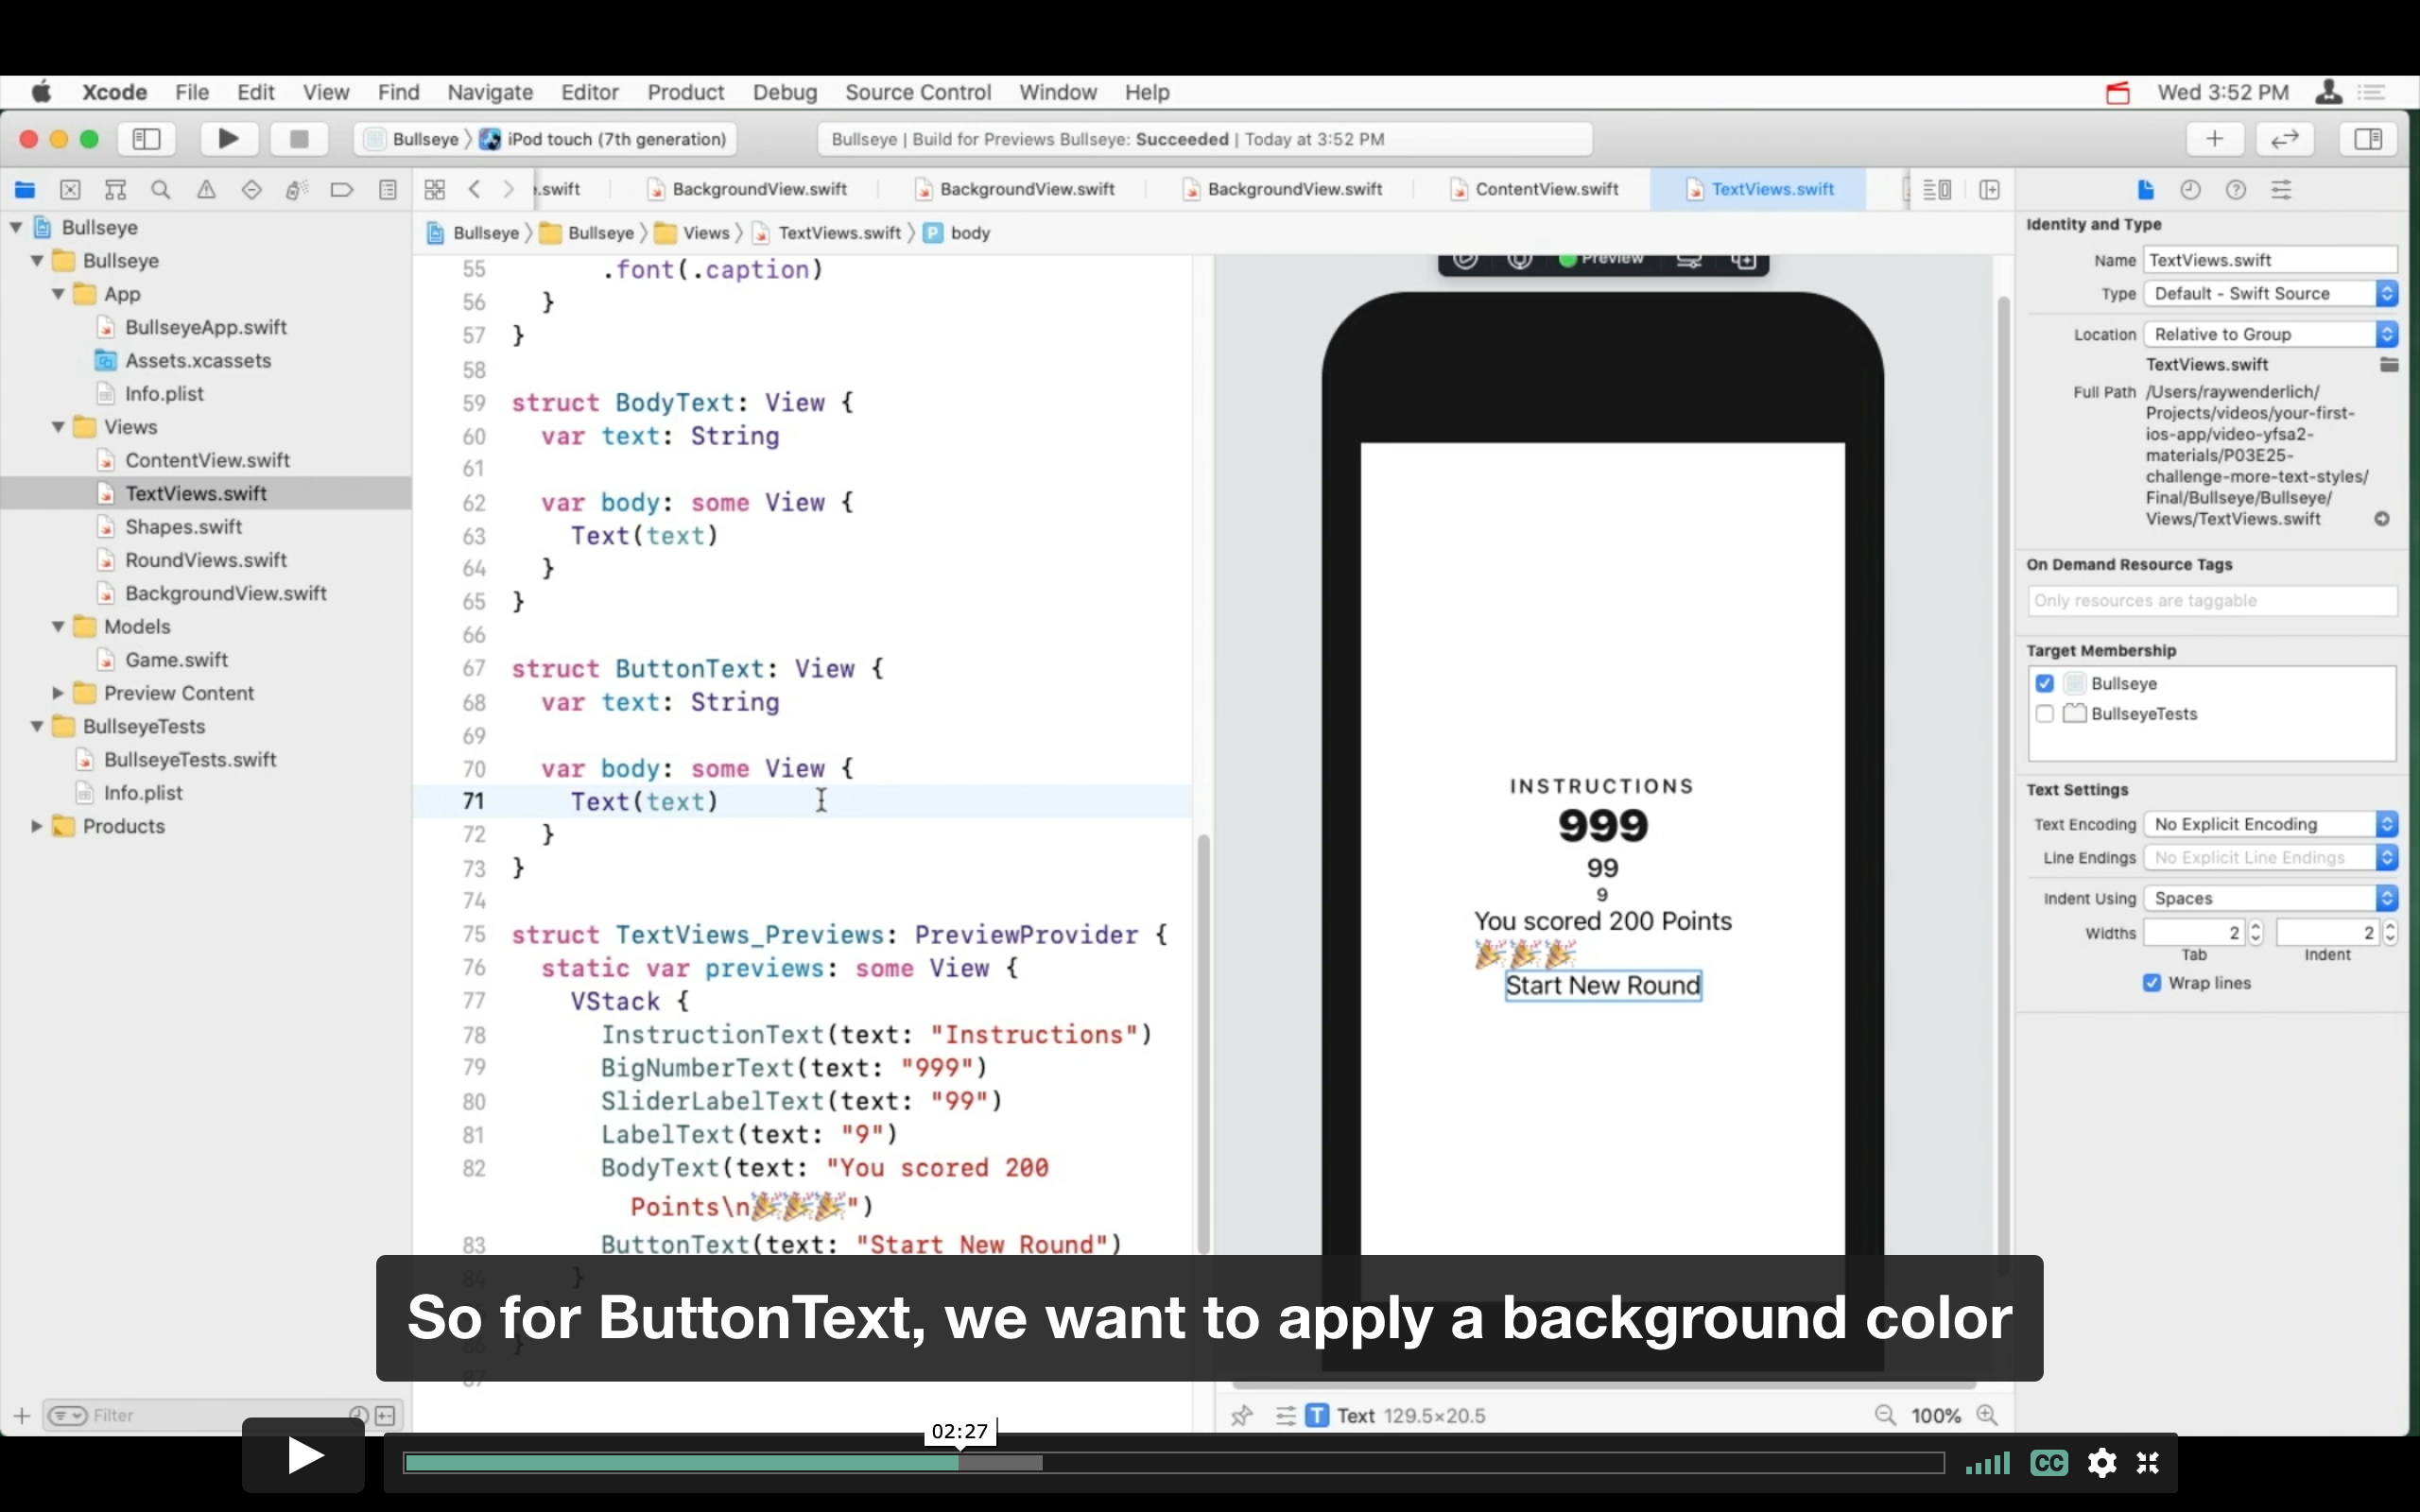 Xcode File Edit View Find Navigate Editor Product Debug Source Control Window Help Wed 3:52 PM
Bullseye 〉 iPod touch (7th generation) Bullseye | Build for Previews Bullseye: Succeeded | Today at 3:52 PM
.swift BackgroundView.swift BackgroundView.swift BackgroundView.swift ContentView.swift TextViews.swift
Bullseye 〉 Bullseye 〉 Views 〉 TextViews.swift 〉 P body
Bullseye
Bullseye
App
BullseyeApp.swift
Assets.xcassets
Info.plist
Views
ContentView.swift
TextViews.swift
Shapes.swift
RoundViews.swift
BackgroundView.swift
Models
Game.swift
Preview Content
BullseyeTests
BullseyeTests.swift
Info.plist
Products
Filter
55 .font(.caption)
56 }
57 }
58
59 struct BodyText: View {
60 var text: String
61
62 var body: some View {
63 Text(text)
64 }
65 }
66
67 struct ButtonText: View {
68 var text: String
69
70 var body: some View {
71 Text(text)
72 }
73 }
74
75 struct TextViews_Previews: PreviewProvider {
76 static var previews: some View {
77 VStack {
78 InstructionText(text: "Instructions")
79 BigNumberText(text: "999")
80 SliderLabelText(text: "99")
81 LabelText(text: "9")
82 BodyText(text: "You scored 200
Points\n🎉🎉🎉")
83 ButtonText(text: "Start New Round")
84 }
86 }
87
Preview
INSTRUCTIONS
999
99
9
You scored 200 Points
🎉🎉🎉
Start New Round
T Text 129.5×20.5 100%
Identity and Type
Name TextViews.swift
Type Default - Swift Source
Location Relative to Group
TextViews.swift
Full Path /Users/raywenderlich/
Projects/videos/your-first-
ios-app/video-yfsa2-
materials/P03E25-
challenge-more-text-styles/
Final/Bullseye/Bullseye/
Views/TextViews.swift
On Demand Resource Tags
Only resources are taggable
Target Membership
Bullseye
BullseyeTests
Text Settings
Text Encoding No Explicit Encoding
Line Endings No Explicit Line Endings
Indent Using Spaces
Widths 2 2
Tab Indent
Wrap lines
So for ButtonText, we want to apply a background color
02:27
CC